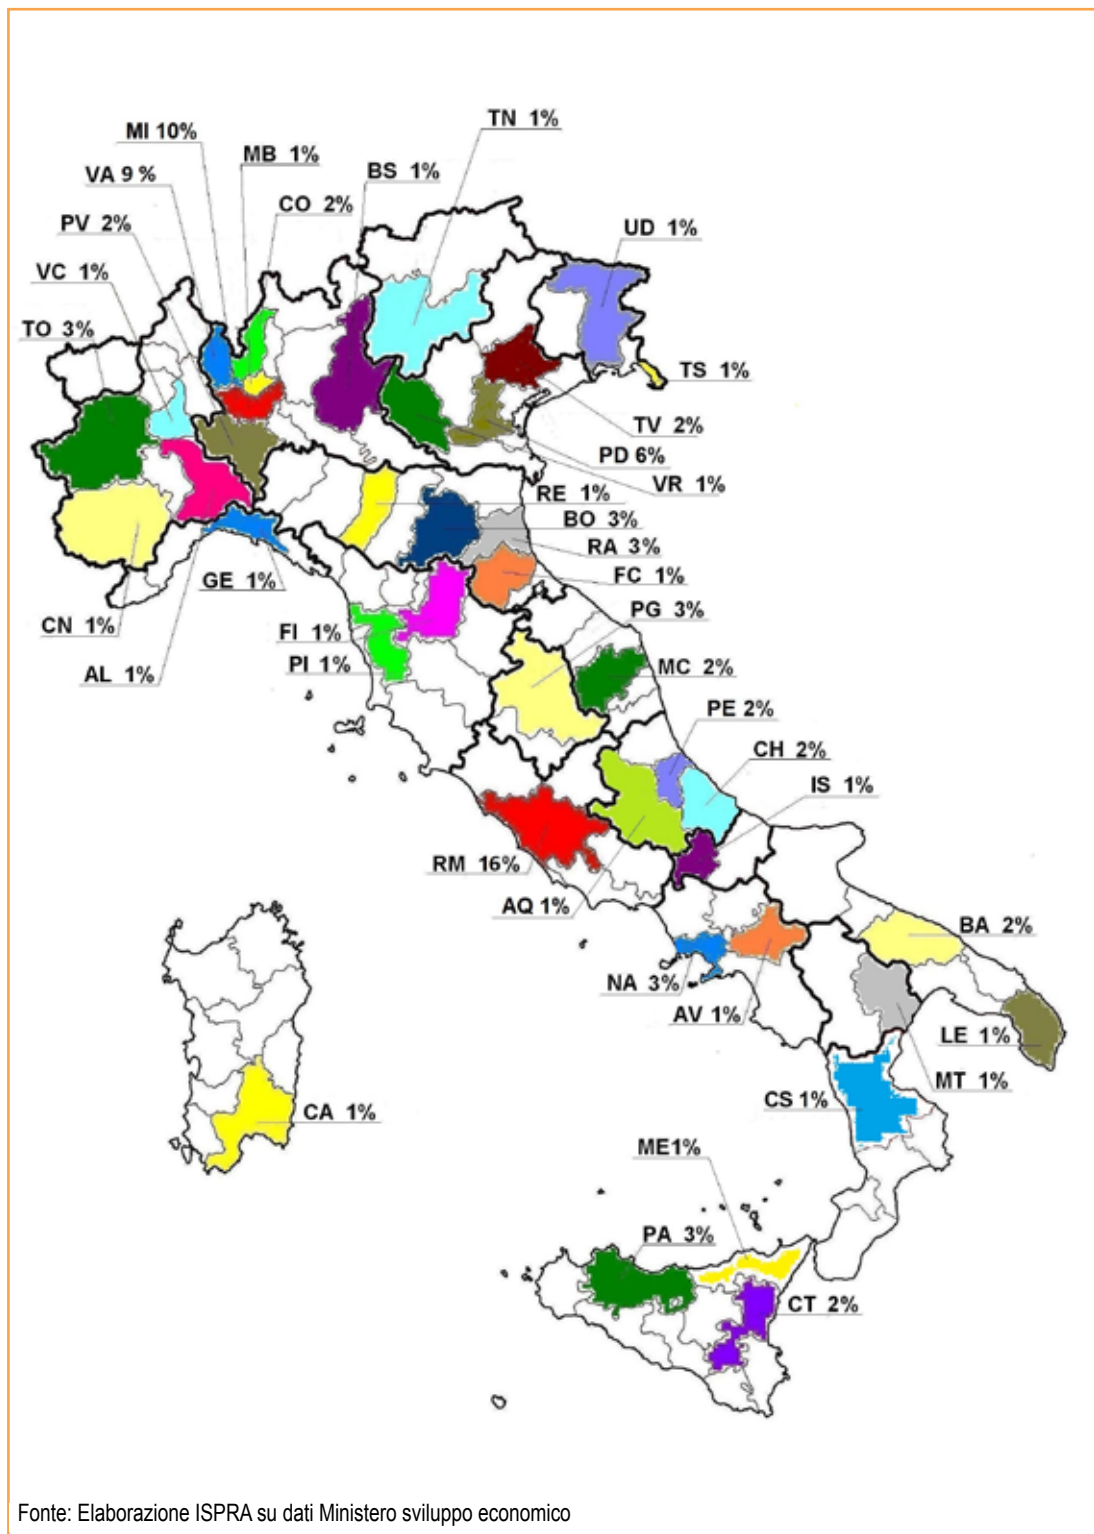 TN 1%
MI 10%
MB 1%
BS 1%
VA 9 %
CO 2%
PV 2%
UD 1%
VC 1%
TO 3%
TS 1%
TV 2%
PD 6%
VR 1%
RE 1%
BO 3%
RA 3%
FC 1%
GE 1%
PG 3%
CN 1%
FI 1%
AL 1%
PI 1%
MC 2%
PE 2%
CH 2%
IS 1%
RM 16%
AQ 1%
BA 2%
NA 3%
AV 1%
LE 1%
MT 1%
CS 1%
CA 1%
ME1%
PA 3%
CT 2%
Fonte: Elaborazione ISPRA su dati Ministero sviluppo economico